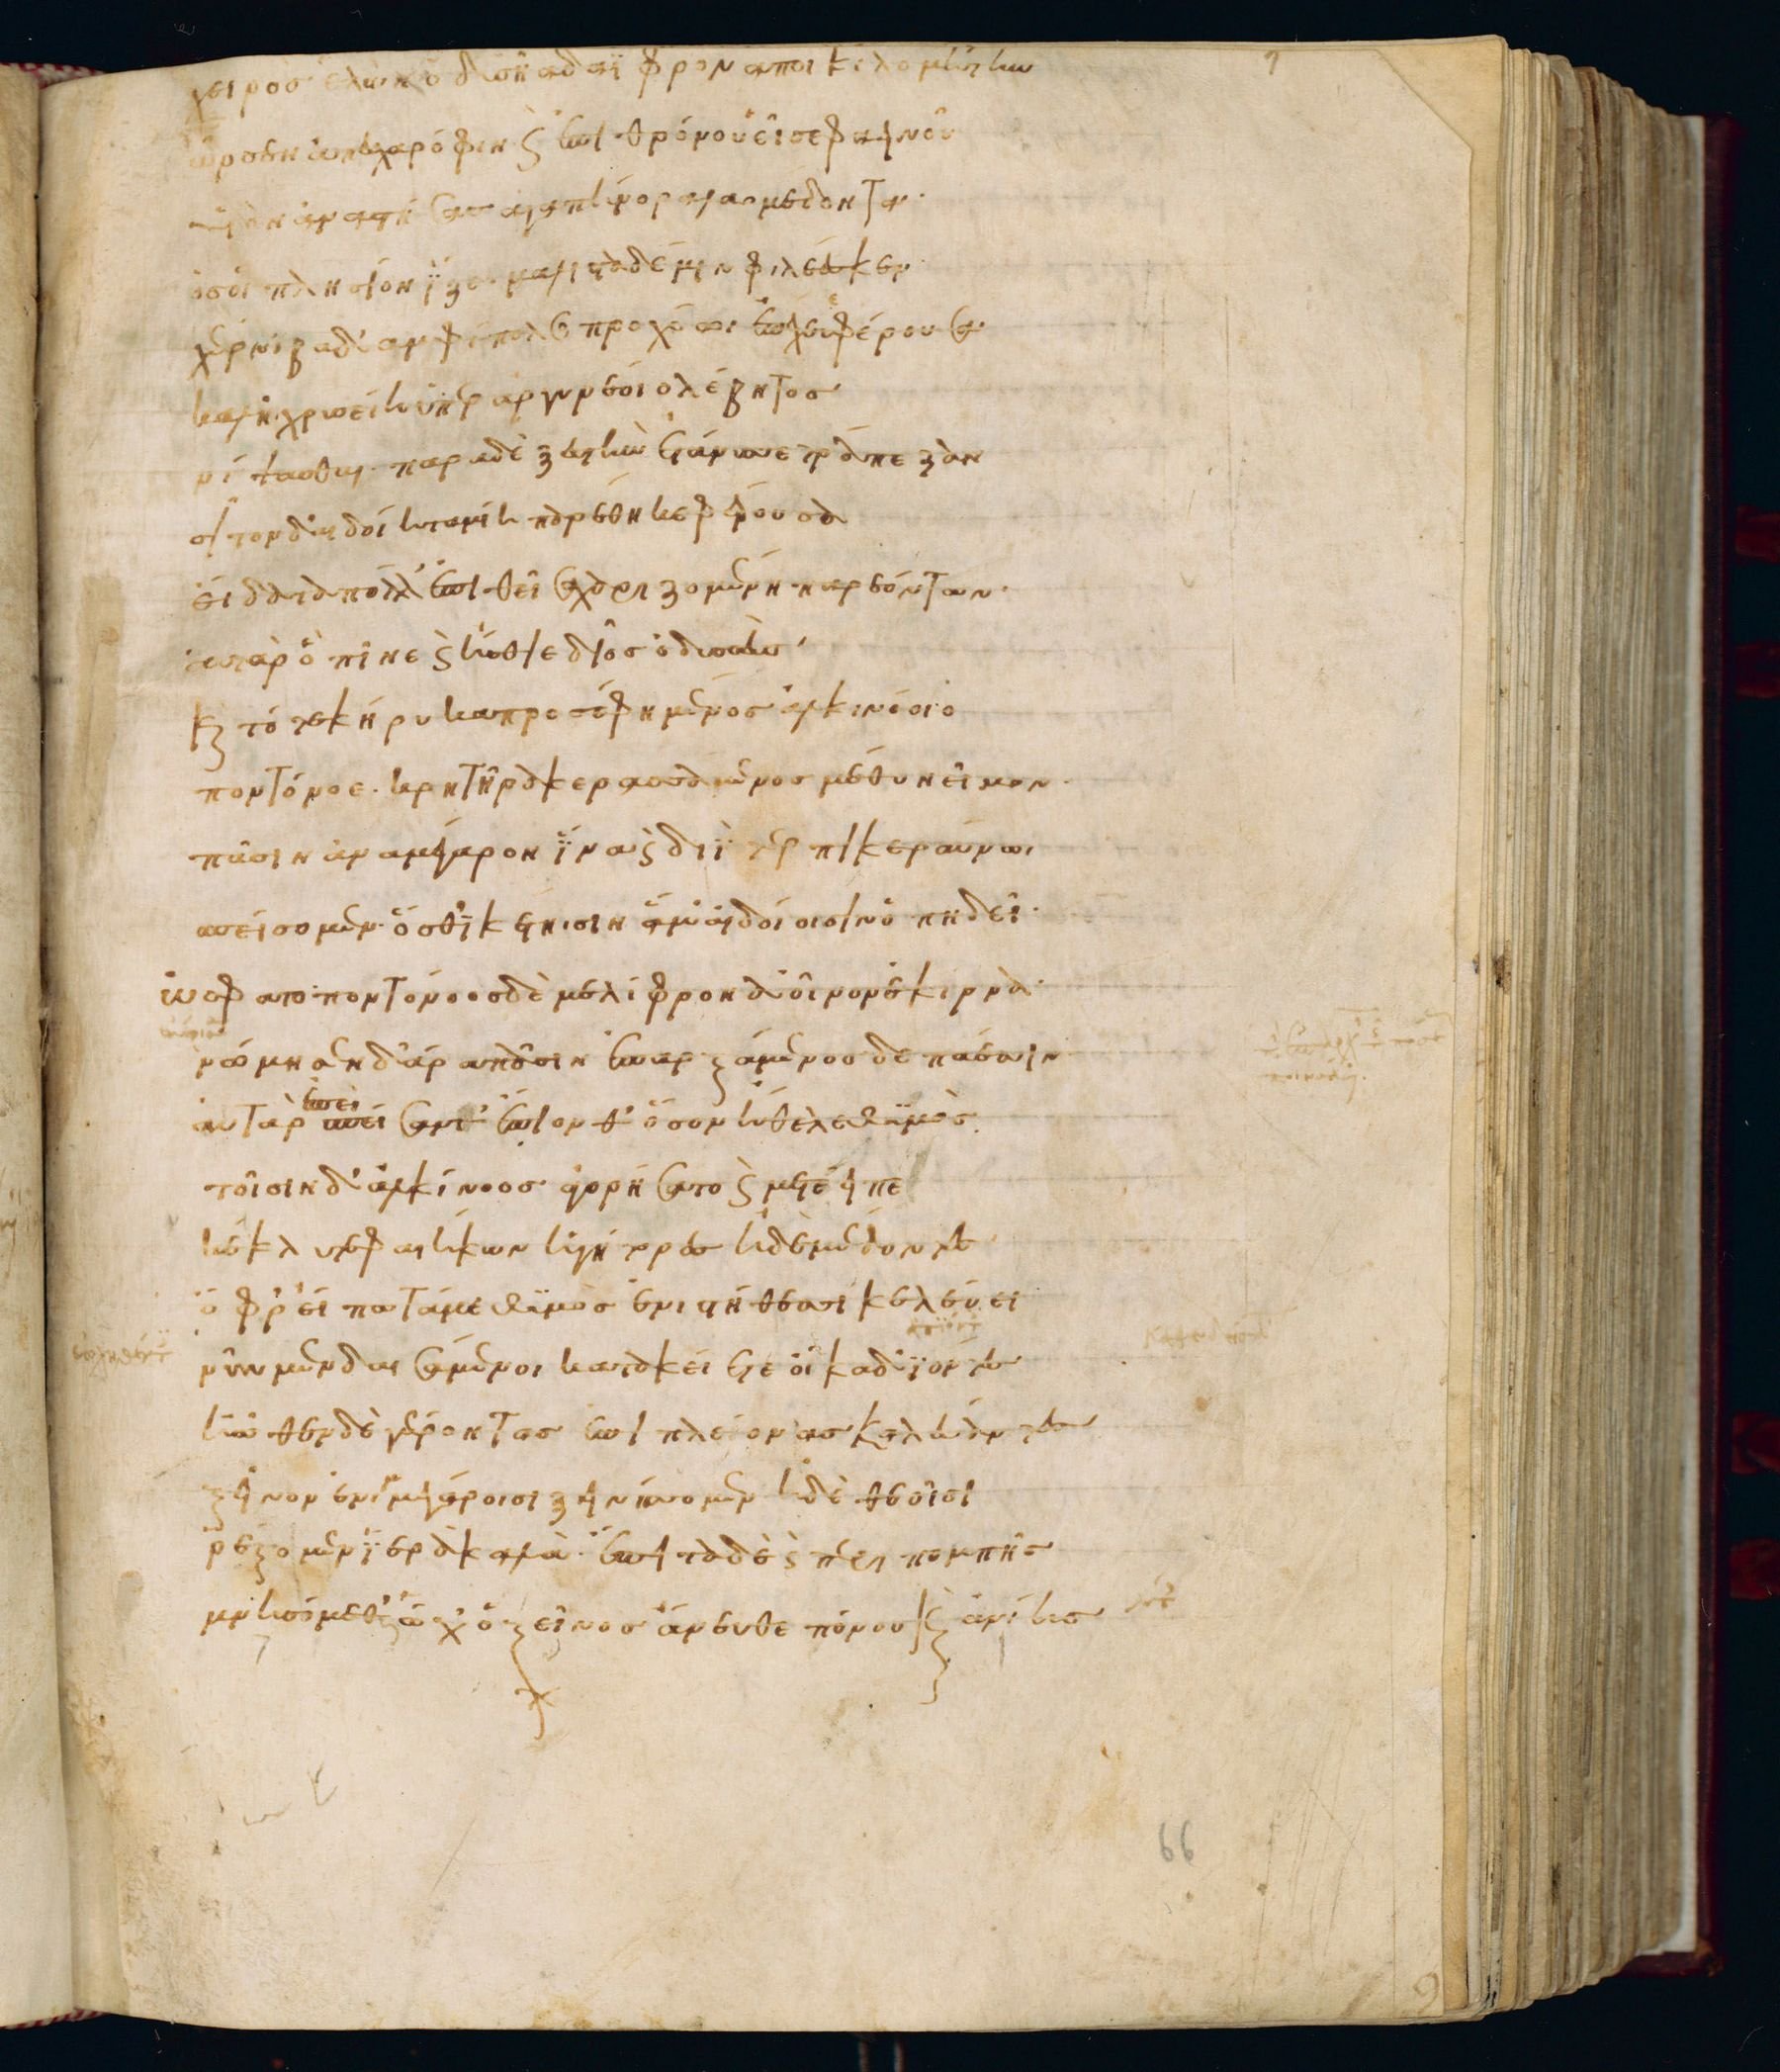 χειρὸς ἑλὼν ὀδυσῆα δαΐφρονα ποικιλομήτην
ὦρσεν ἀπ' ἐσχαρόφιν καὶ ἐπὶ θρόνου εἷσε φαεινοῦ
υἱὸν ἀναστήσας ἀγαπήνορα λαομέδοντα
ὅς οἱ πλησίον ἷζε. μάλιστα δέ μιν φιλέεσκεν
χέρνιβα δ' ἀμφίπολος προχόωι ἐπέχευε φέρουσα
καλῆι χρυσείηι ὑπὲρ ἀργυρέοιο λέβητος
νίψασθαι. παρὰ δὲ ξεστὴν ἐτάνυσε τράπεζαν
σῖτον δ' αἰδοίη ταμίη παρέθηκε φέρουσα
εἴδατα πόλλ' ἐπιθεῖσα χαριζομένη παρεόντων.
αὐτὰρ ὁ πῖνε καὶ ἦσθε δῖος ὀδυσσεύς
καὶ τότε κήρυκα προσέφη μένος ἀλκινόοιο
ποντόνοε. κρητῆρα κερασσάμενος μέθυ νεῖμον.
πᾶσιν ἀνὰ μέγαρον ἵνα καὶ διῒ τερπικεραύνωι
σπείσομεν. ὅς θ' ἱκέτηισιν ἅμ' αἰδοίοισιν ὀπηδεῖ.
ὣς φάτο. ποντόνοος δὲ μελίφρονα οἶνον ἐκίρνα.
νώμησεν δ' ἄρα πᾶσιν ἐπαρξάμενος δεπάεσσιν
αὐτὰρ ἐπεὶ σπεῖσάν τ' ἔπιόν θ' ὅσον ἤθελε θυμὸς.
τοῖσιν δ' ἀλκίνοος ἀγορήσατο καὶ μετέειπε
κέκλυτε φαιήκων ἡγήτορες ἠδὲ μέδοντες
ὄφρ' εἴπω τά με θυμὸς ἐνὶ στήθεσσι κελεύει
νῦν μὲν δαισάμενοι κατακείετε οἴκαδ' ἰόντες
ἠῶθεν δὲ γέροντας ἐπὶ πλείονας καλέσαντες
ξεῖνον ἐνὶ μεγάροισι ξεινίσσομεν ἠδὲ θεοῖσι
ῥέξομεν ἱερὰ καλά. ἔπειτα δὲ καὶ περὶ πομπῆς
μνησόμεθ' ὥς χ' ὁ ξεῖνος ἄνευθε πόνου καὶ ἀνίης
66